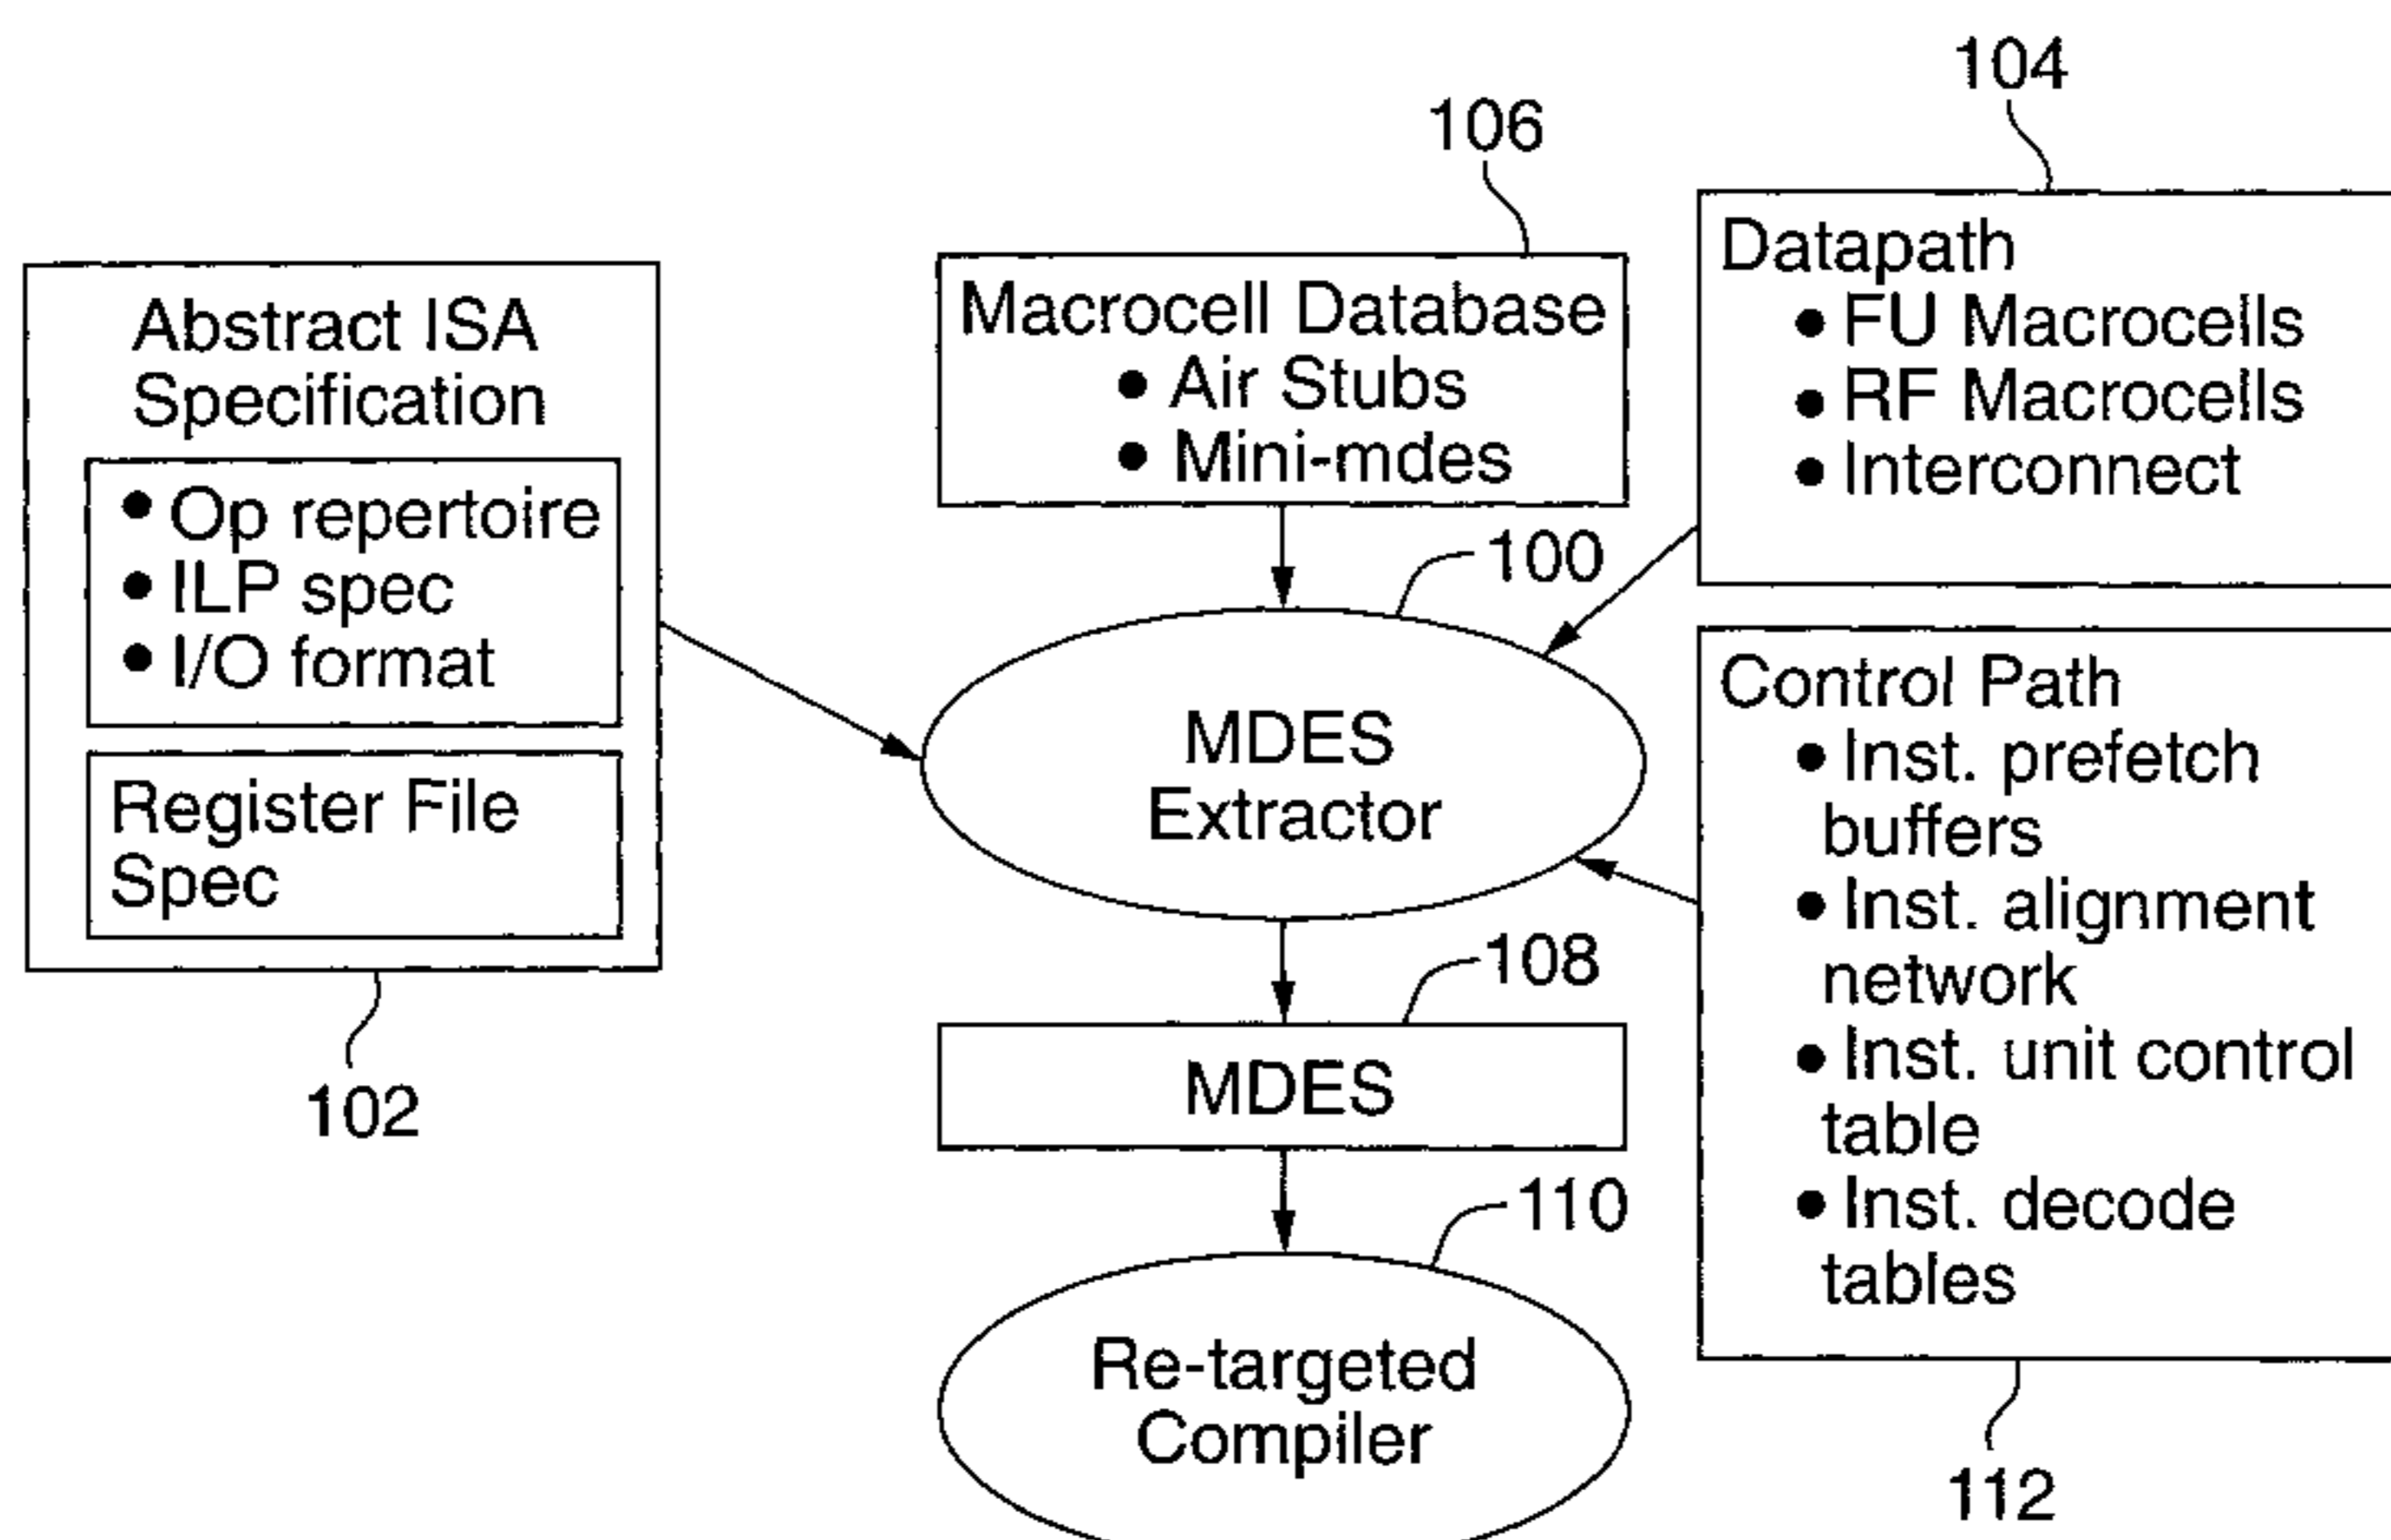 104
106
Datapath
• FU Macrocells
• RF Macrocells
• Interconnect
Macrocell Database
• Air Stubs
• Mini-mdes
Abstract ISA
Specification
• Op repertoire
• ILP spec
• I/O format
Register File
Spec
102
100
MDES
Extractor
Control Path
• Inst. prefetch
buffers
• Inst. alignment
network
• Inst. unit control
table
• Inst. decode
tables
112
108
MDES
110
Re-targeted
Compiler